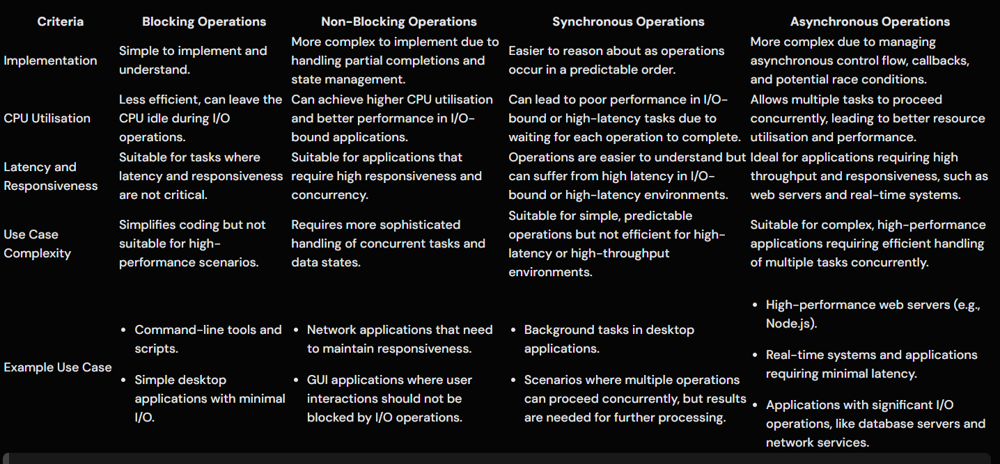 Criteria
Blocking Operations
Non-Blocking Operations
Synchronous Operations
Asynchronous Operations
Implementation
Simple to implement and
understand.
More complex to implement due to
handling partial completions and
state management.
Easier to reason about as operations
occur in a predictable order.
More complex due to managing
asynchronous control flow, callbacks,
and potential race conditions.
CPU Utilisation
Less efficient, can leave the
CPU idle during I/O
operations.
Can achieve higher CPU utilisation
and better performance in I/O-
bound applications.
Can lead to poor performance in I/O-
bound or high-latency tasks due to
waiting for each operation to complete.
Allows multiple tasks to proceed
concurrently, leading to better resource
utilisation and performance.
Latency and
Responsiveness
Suitable for tasks where
latency and responsiveness
are not critical.
Suitable for applications that
require high responsiveness and
concurrency.
Operations are easier to understand but
can suffer from high latency in I/O-
bound or high-latency environments.
Ideal for applications requiring high
throughput and responsiveness, such as
web servers and real-time systems.
Use Case
Complexity
Simplifies coding but not
suitable for high-
performance scenarios.
Requires more sophisticated
handling of concurrent tasks and
data states.
Suitable for simple, predictable
operations but not efficient for high-
latency or high-throughput
environments.
Suitable for complex, high-performance
applications requiring efficient handling
of multiple tasks concurrently.
Example Use Case
• Command-line tools and
scripts.
• Simple desktop
applications with minimal
I/O.
• Network applications that need
to maintain responsiveness.
• GUI applications where user
interactions should not be
blocked by I/O operations.
• Background tasks in desktop
applications.
• Scenarios where multiple operations
can proceed concurrently, but results
are needed for further processing.
• High-performance web servers (e.g.,
Node.js).
• Real-time systems and applications
requiring minimal latency.
• Applications with significant I/O
operations, like database servers and
network services.